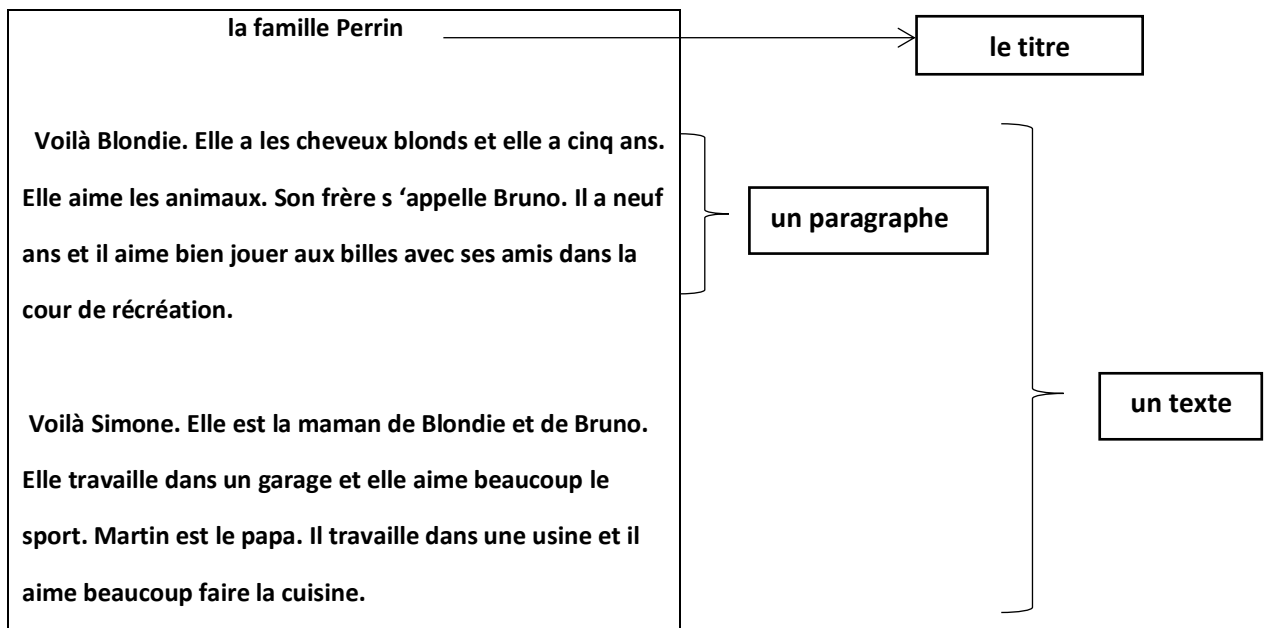 la famille Perrin
le titre
Voilà Blondie. Elle a les cheveux blonds et elle a cinq ans.
Elle aime les animaux. Son frère s ‘appelle Bruno. Il a neuf
ans et il aime bien jouer aux billes avec ses amis dans la
cour de récréation.
un paragraphe
Voilà Simone. Elle est la maman de Blondie et de Bruno.
Elle travaille dans un garage et elle aime beaucoup le
sport. Martin est le papa. Il travaille dans une usine et il
aime beaucoup faire la cuisine.
un texte